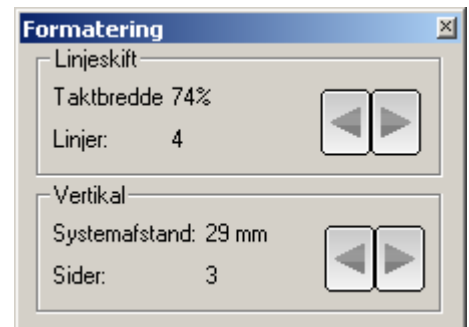 Formatering
Linjeskift
Taktbredde 74%
Linjer: 4
Vertikal
Systemafstand: 29 mm
Sider: 3